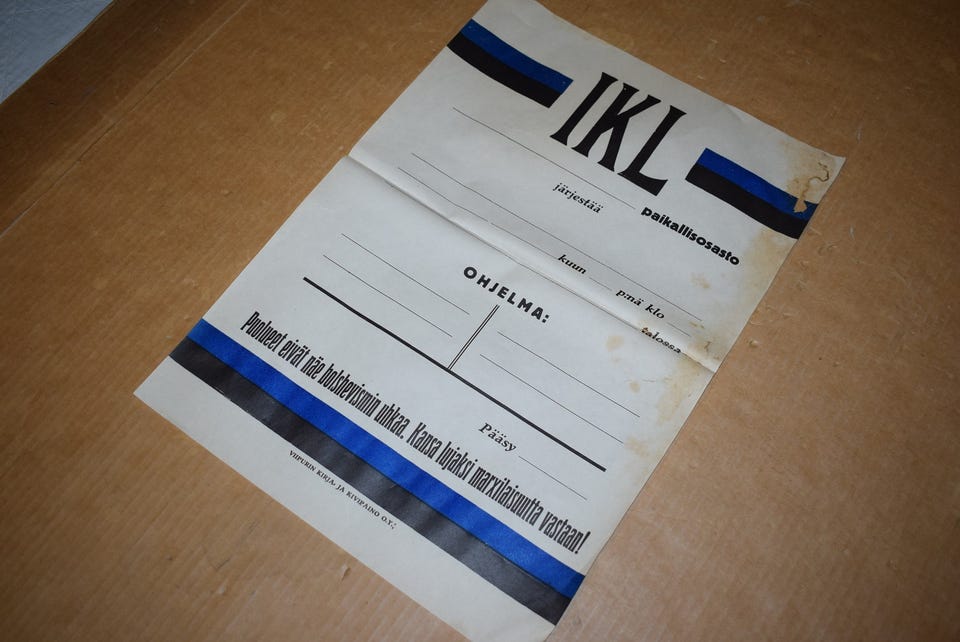 IKL
paikallisosasto
järjestää
kuun p:nä klo
talossa
OHJELMA:
Pääsy
Puolueet eivät näe bolshevismin uhkaa. Kansa lujaksi marxilaisuutta vastaan!
VIIPURIN KIRJA- JA KIVIPAINO O.Y.